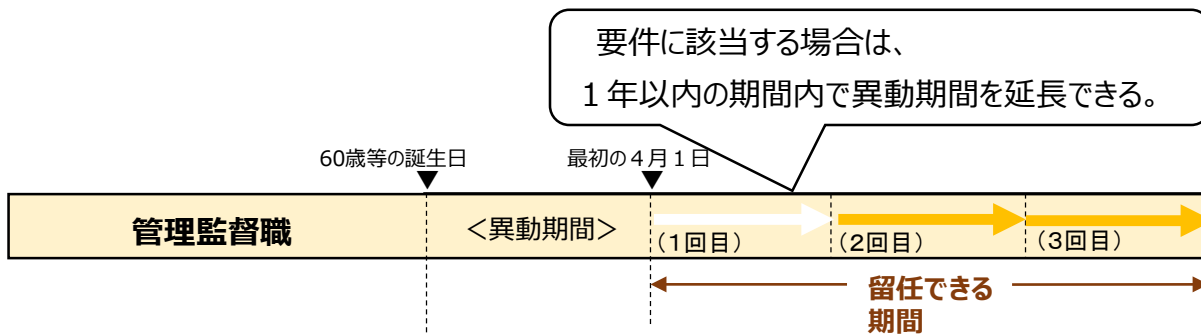 要件に該当する場合は、
１年以内の期間内で異動期間を延長できる。
60歳等の誕生日
最初の４月１日
管理監督職
＜異動期間＞
（１回目）
（２回目）
（３回目）
留任できる
期間